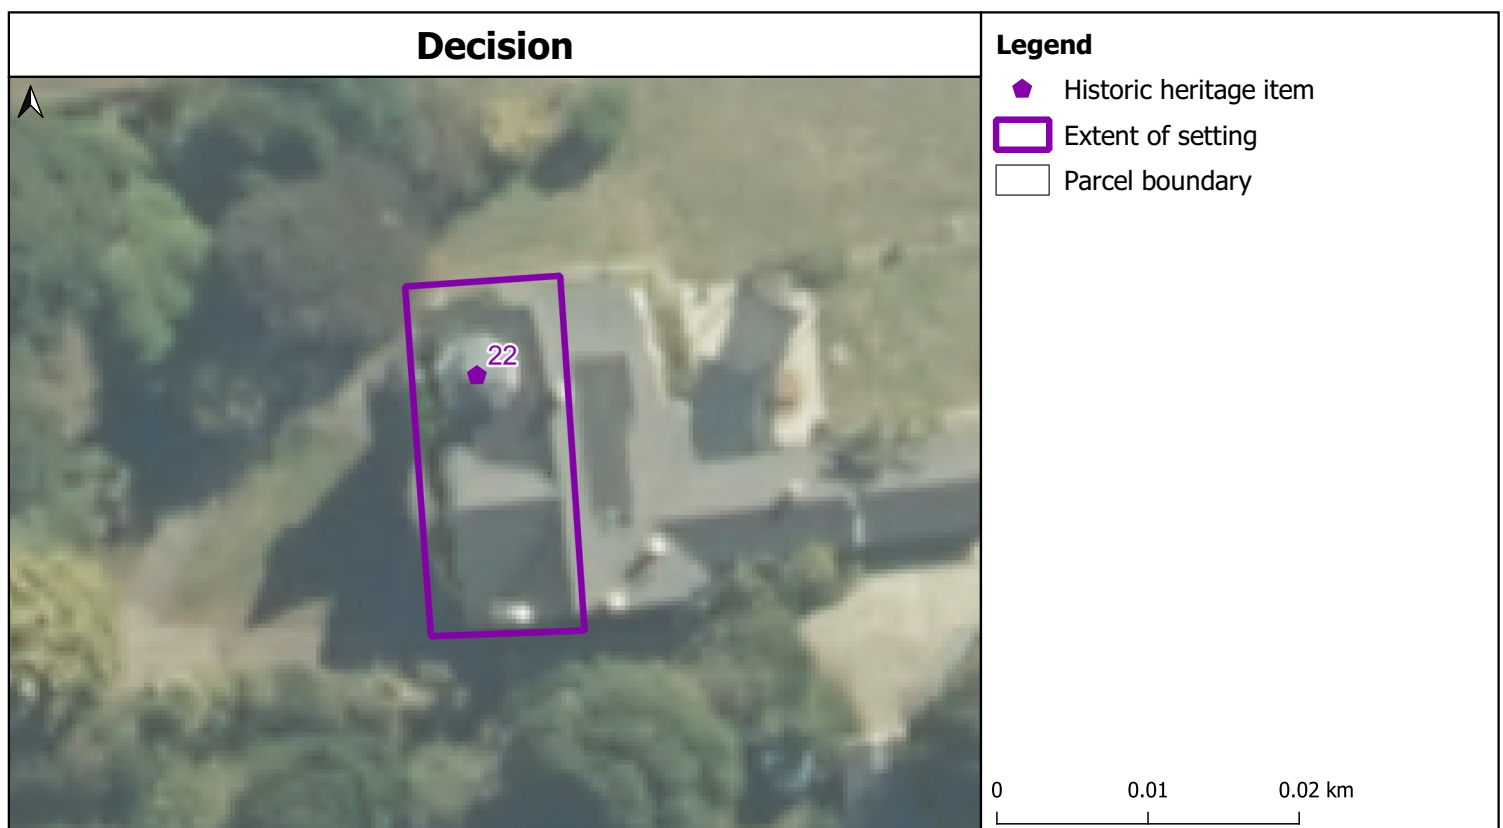 Decision
22
Legend
Historic heritage item
Extent of setting
Parcel boundary
0 0.01 0.02 km